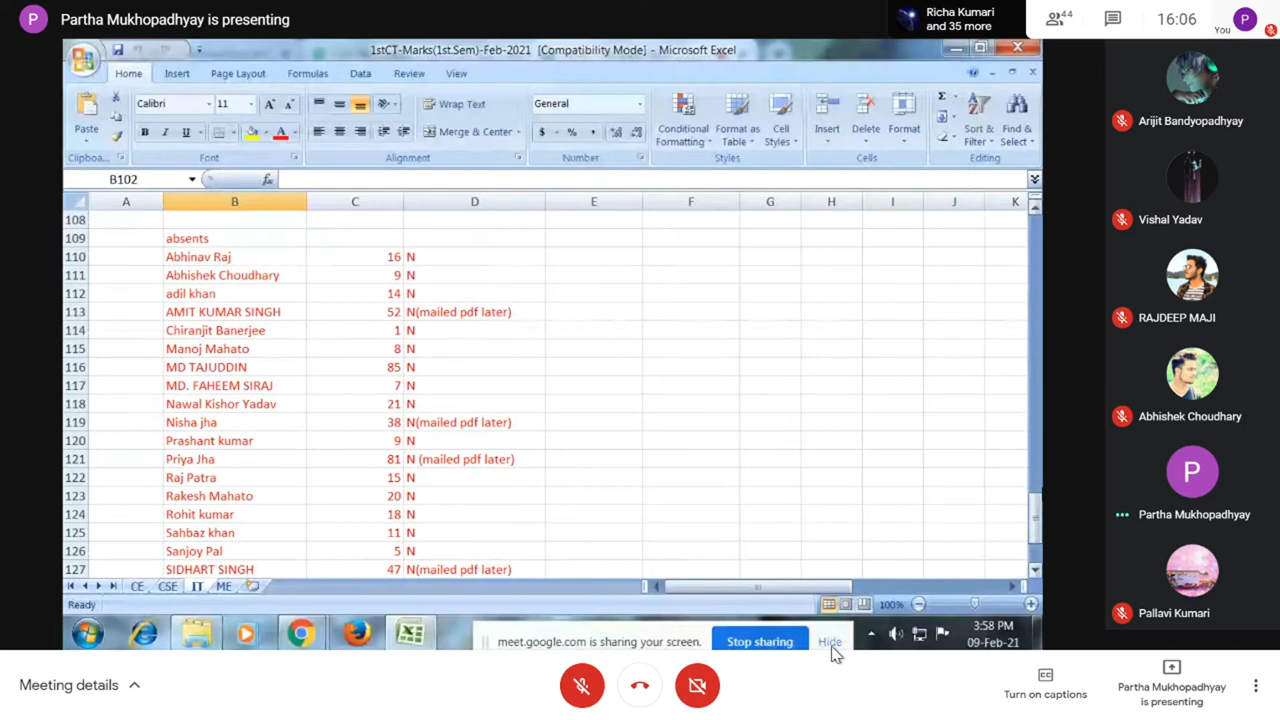 P Partha Mukhopadhyay is presenting
Richa Kumari
and 35 more
44
16:06
You
P
1stCT-Marks(1st.Sem)-Feb-2021 [Compatibility Mode] - Microsoft Excel
Home Insert Page Layout Formulas Data Review View
Calibri 11 A A Wrap Text General
Paste B I U A Merge & Center $ % , Conditional Formatting Format as Table Cell Styles Insert Delete Format Σ Sort & Filter Find & Select
Clipboa... Font Alignment Number Styles Cells Editing
B102 fx
A B C D E F G H I J K
108
109 absents
110 Abhinav Raj 16 N
111 Abhishek Choudhary 9 N
112 adil khan 14 N
113 AMIT KUMAR SINGH 52 N(mailed pdf later)
114 Chiranjit Banerjee 1 N
115 Manoj Mahato 8 N
116 MD TAJUDDIN 85 N
117 MD. FAHEEM SIRAJ 7 N
118 Nawal Kishor Yadav 21 N
119 Nisha jha 38 N(mailed pdf later)
120 Prashant kumar 9 N
121 Priya Jha 81 N (mailed pdf later)
122 Raj Patra 15 N
123 Rakesh Mahato 20 N
124 Rohit kumar 18 N
125 Sahbaz khan 11 N
126 Sanjoy Pal 5 N
127 SIDHART SINGH 47 N(mailed pdf later)
CE CSE IT ME
Ready 100%
meet.google.com is sharing your screen. Stop sharing Hide
3:58 PM
09-Feb-21
Arijit Bandyopadhyay
Vishal Yadav
RAJDEEP MAJI
Abhishek Choudhary
P
Partha Mukhopadhyay
Pallavi Kumari
Meeting details
CC
Turn on captions
Partha Mukhopadhyay
is presenting